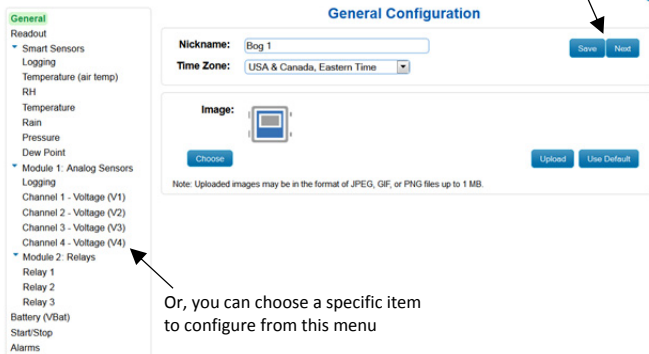 General Configuration
General
Readout
Smart Sensors
Logging
Temperature (air temp)
RH
Temperature
Rain
Pressure
Dew Point
Module 1: Analog Sensors
Logging
Channel 1 - Voltage (V1)
Channel 2 - Voltage (V2)
Channel 3 - Voltage (V3)
Channel 4 - Voltage (V4)
Module 2: Relays
Relay 1
Relay 2
Relay 3
Battery (VBat)
Start/Stop
Alarms
Nickname: Bog 1
Save Next
Time Zone: USA & Canada, Eastern Time
Image:
Choose Upload Use Default
Note: Uploaded images may be in the format of JPEG, GIF, or PNG files up to 1 MB.
Or, you can choose a specific item
to configure from this menu